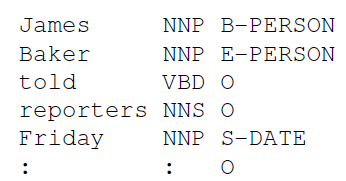 James NNP B-PERSON
Baker NNP E-PERSON
told VBD O
reporters NNS O
Friday NNP S-DATE
: : O